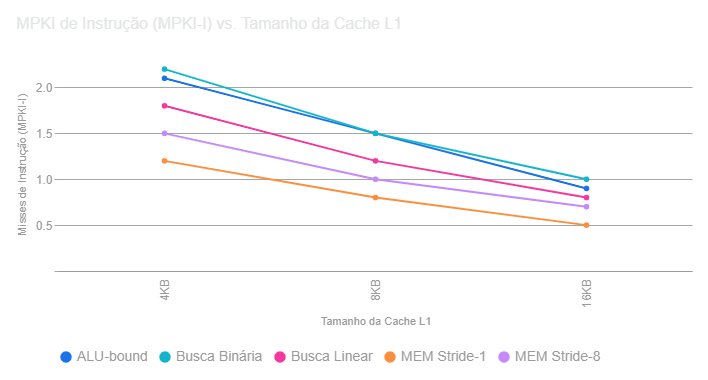 MPKI de Instrução (MPKI-I) vs. Tamanho da Cache L1
Misses de Instrução (MPKI-I)
2.0
1.5
1.0
0.5
4KB
8KB
16KB
Tamanho da Cache L1
ALU-bound
Busca Binária
Busca Linear
MEM Stride-1
MEM Stride-8